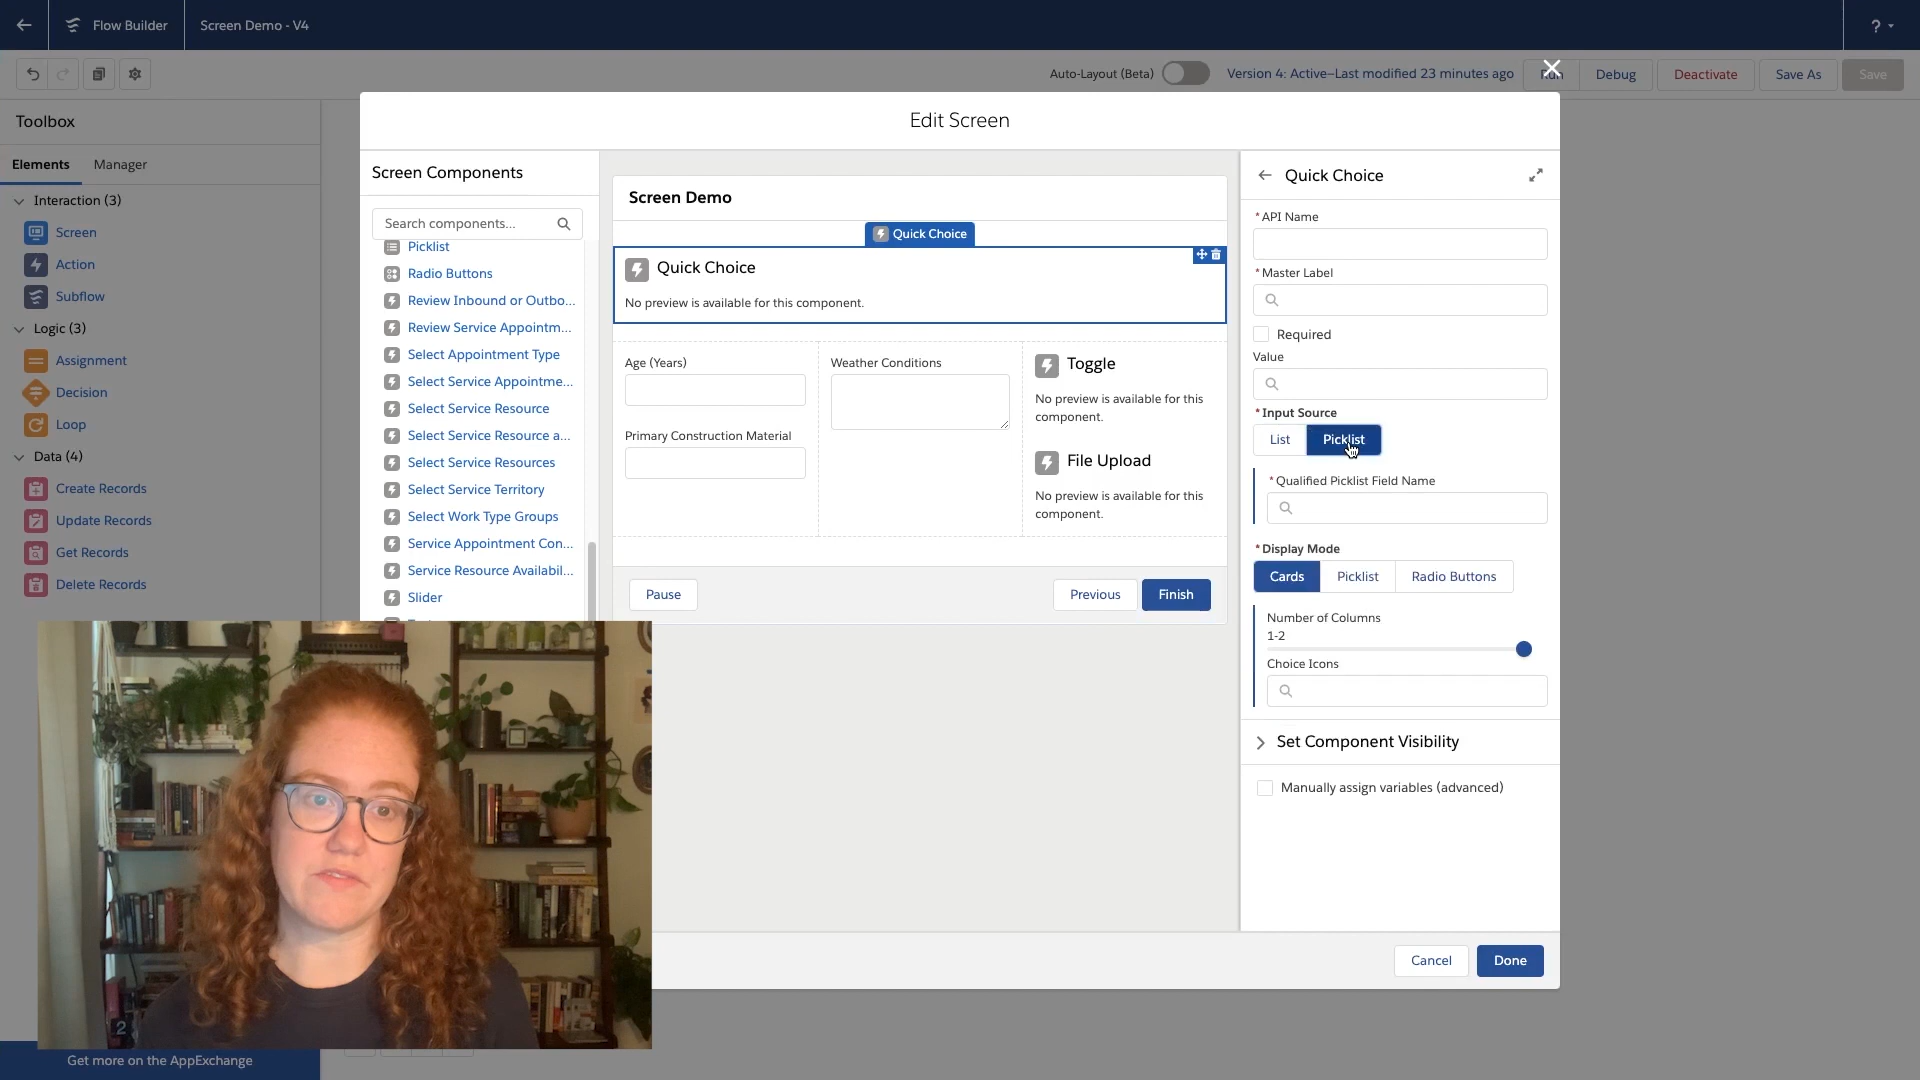 Flow Builder
Screen Demo - V4
?
Auto-Layout (Beta)
Version 4: Active—Last modified 23 minutes ago
Run
Debug
Deactivate
Save As
Save
Toolbox
Elements
Manager
Interaction (3)
Screen
Action
Subflow
Logic (3)
Assignment
Decision
Loop
Data (4)
Create Records
Update Records
Get Records
Delete Records
2
Get more on the AppExchange
Edit Screen
Screen Components
Search components...
Picklist
Radio Buttons
Review Inbound or Outbo...
Review Service Appointm...
Select Appointment Type
Select Service Appointme...
Select Service Resource
Select Service Resource a...
Select Service Resources
Select Service Territory
Select Work Type Groups
Service Appointment Con...
Service Resource Availabil...
Slider
Screen Demo
Quick Choice
Quick Choice
No preview is available for this component.
Age (Years)
Primary Construction Material
Weather Conditions
Toggle
No preview is available for this
component.
File Upload
No preview is available for this
component.
Pause
Previous
Finish
Quick Choice
* API Name
* Master Label
Required
Value
* Input Source
List
Picklist
* Qualified Picklist Field Name
* Display Mode
Cards
Picklist
Radio Buttons
Number of Columns
1-2
Choice Icons
Set Component Visibility
Manually assign variables (advanced)
Cancel
Done